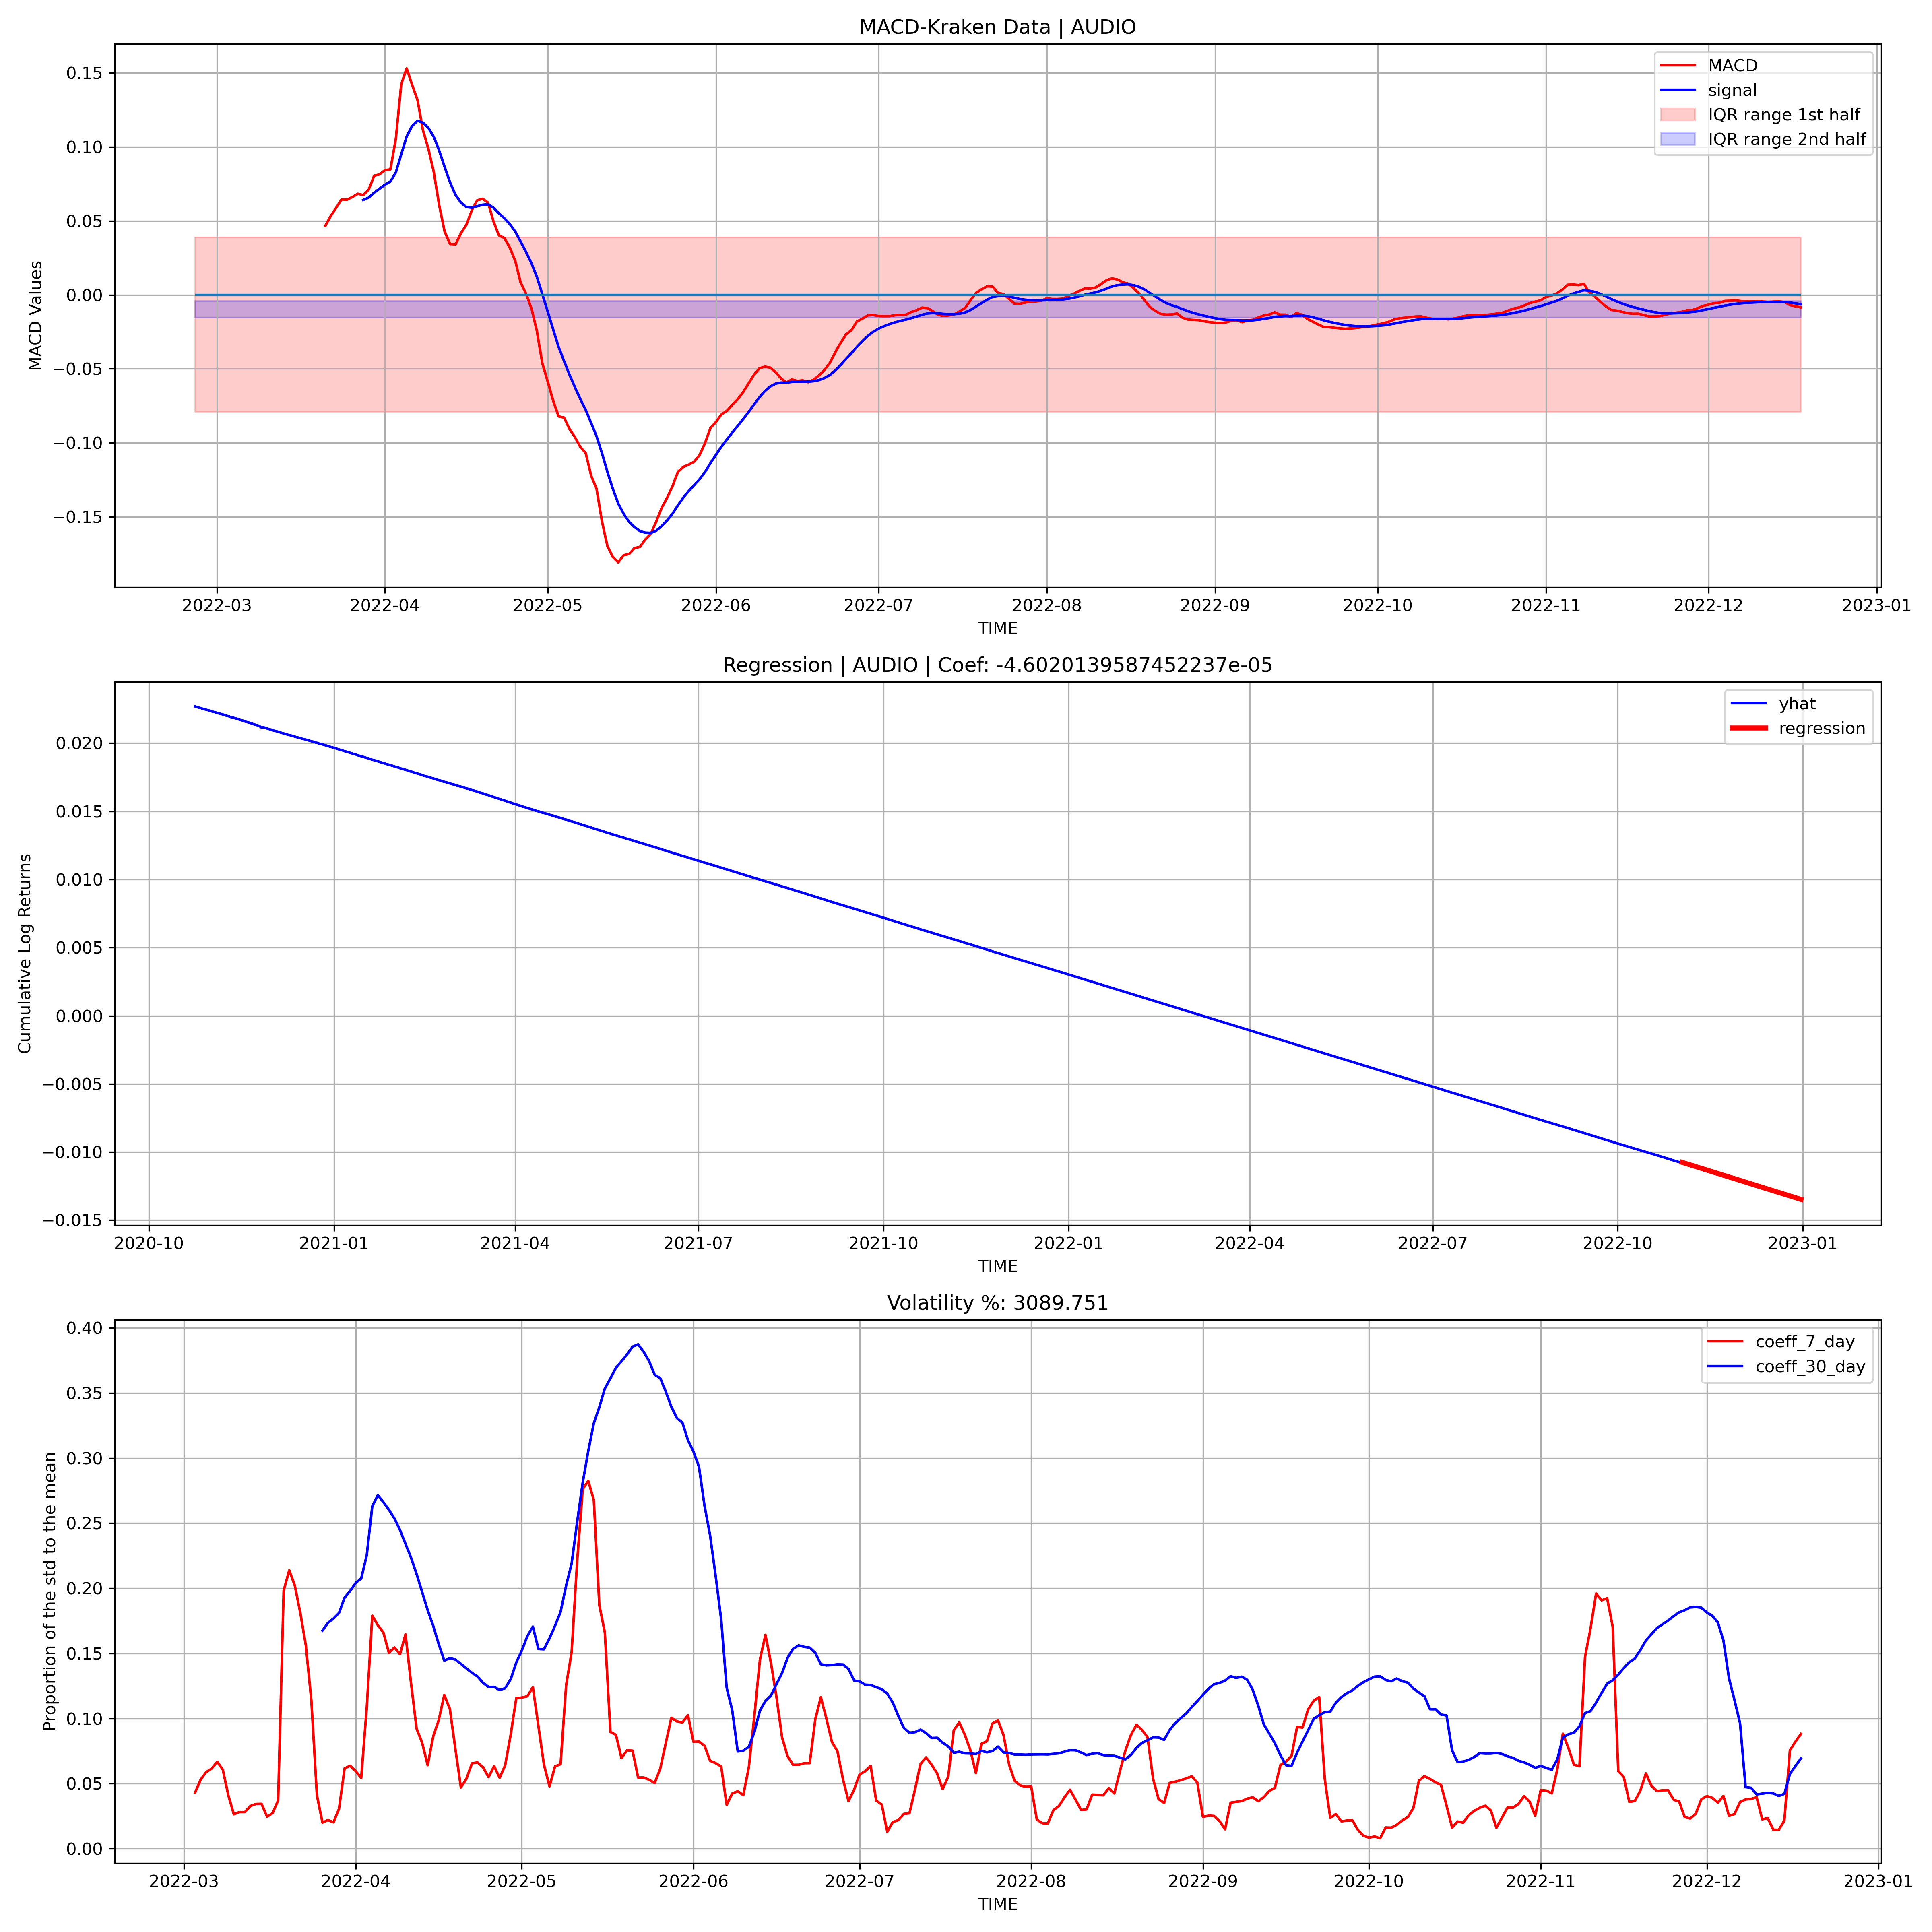 MACD-Kraken Data | AUDIO
MACD Values
0.15
0.10
0.05
0.00
−0.05
−0.10
−0.15
MACD
signal
IQR range 1st half
IQR range 2nd half
2022-03 2022-04 2022-05 2022-06 2022-07 2022-08 2022-09 2022-10 2022-11 2022-12 2023-01
TIME
Regression | AUDIO | Coef: -4.6020139587452237e-05
Cumulative Log Returns
0.020
0.015
0.010
0.005
0.000
−0.005
−0.010
−0.015
yhat
regression
2020-10 2021-01 2021-04 2021-07 2021-10 2022-01 2022-04 2022-07 2022-10 2023-01
TIME
Volatility %: 3089.751
Proportion of the std to the mean
0.40
0.35
0.30
0.25
0.20
0.15
0.10
0.05
0.00
coeff_7_day
coeff_30_day
2022-03 2022-04 2022-05 2022-06 2022-07 2022-08 2022-09 2022-10 2022-11 2022-12 2023-01
TIME